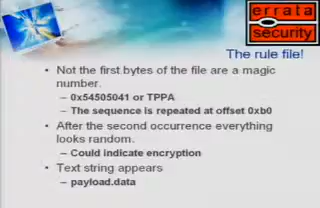 errata
security
The rule file!
• Not the first bytes of the file are a magic
number.
– 0x54505041 or TPPA
– The sequence is repeated at offset 0xb0
• After the second occurrence everything
looks random.
– Could indicate encryption
• Text string appears
– payload.data